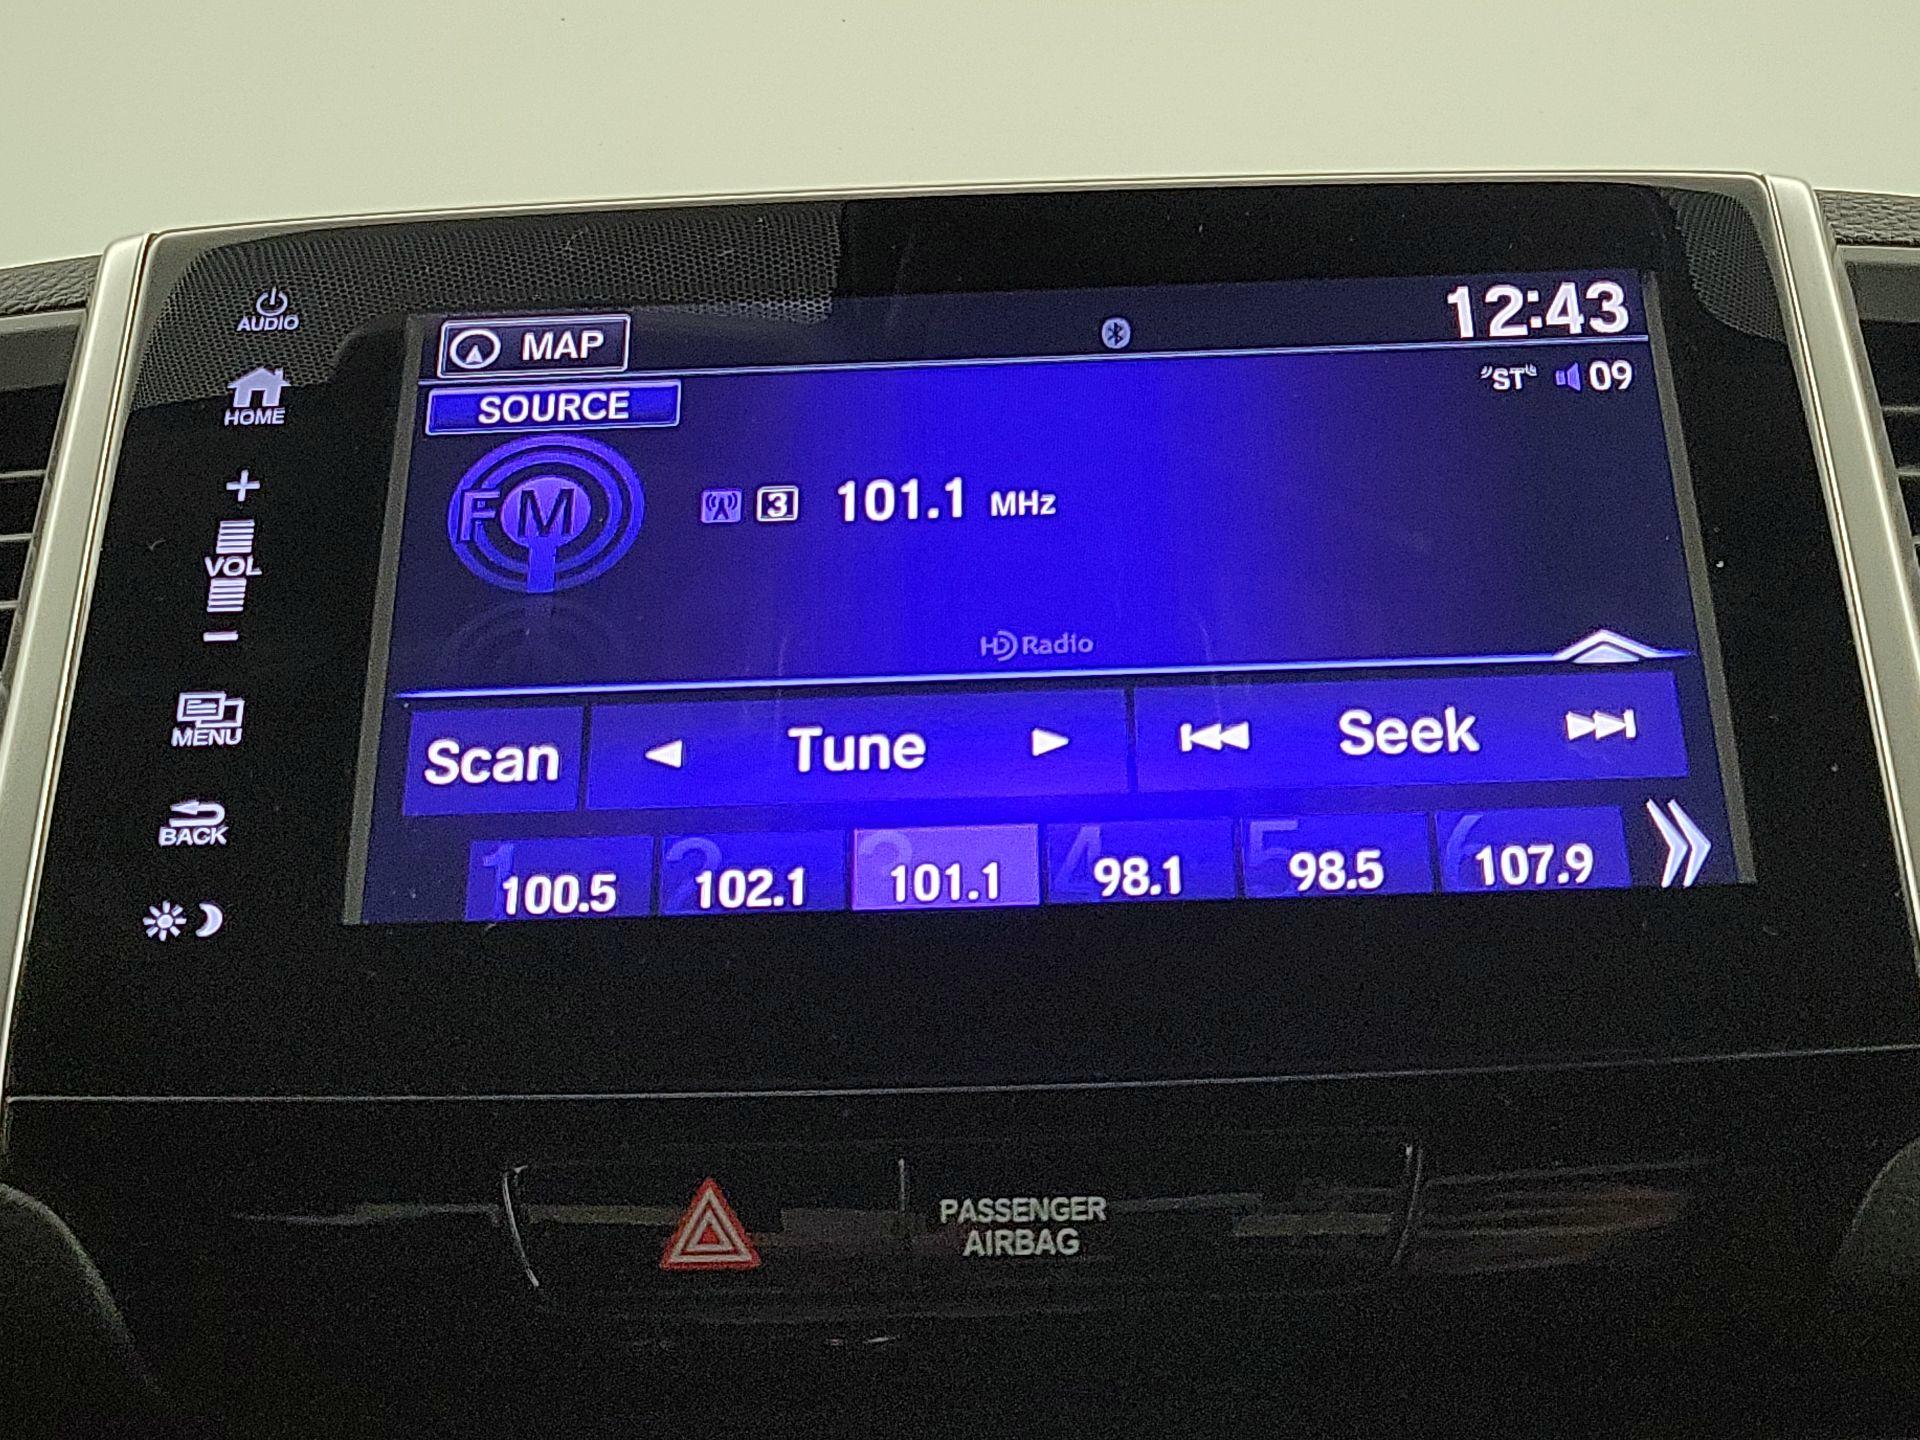 AUDIO
HOME
+
VOL
−
MENU
BACK
MAP
12:43
SOURCE
ST 09
FM
3 101.1 MHz
HD Radio
Scan Tune Seek
1 100.5 2 102.1 3 101.1 4 98.1 5 98.5 6 107.9
PASSENGER
AIRBAG